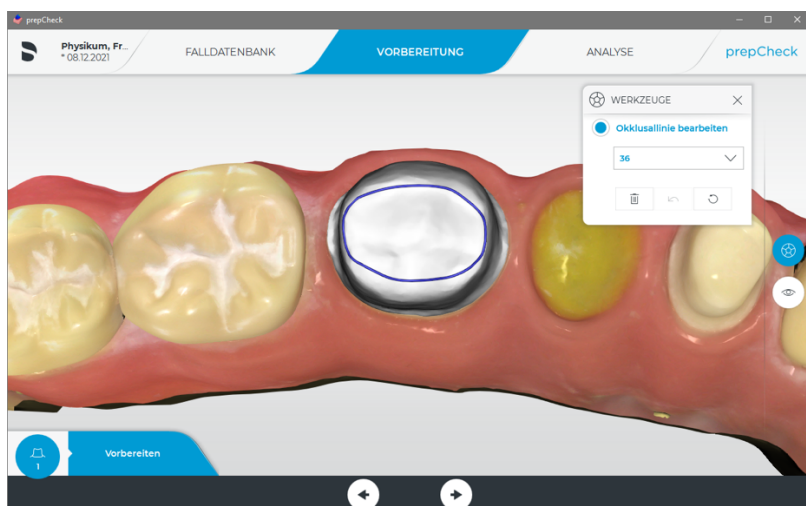 prepCheck
Physikum, Fr...
* 08.12.2021
FALLDATENBANK
VORBEREITUNG
ANALYSE
prepCheck
WERKZEUGE
Okklusallinie bearbeiten
36
Vorbereiten
1